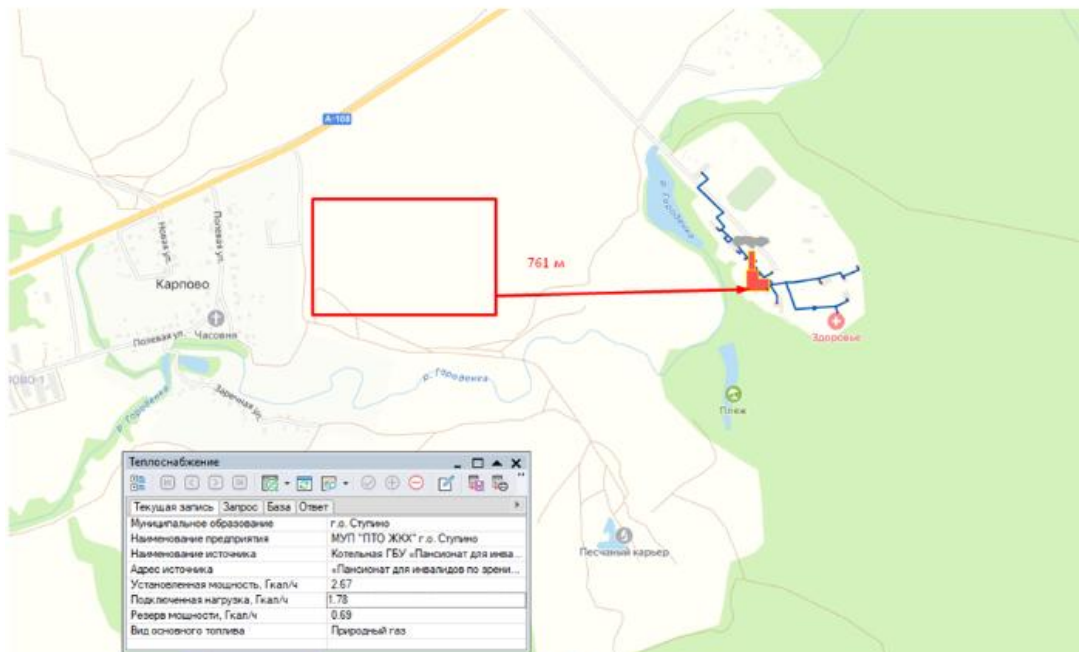 А-108
р. Городенка
Новая ул.
Полевая ул.
761 м
Карпово
Часовня
Полевая ул.
Здоровье
ОВО-1
р. Городенка
Заречная ул.
р. Городенка
Пляж
Песчаный карьер
Теплоснабжение
Текущая запись Запрос База Ответ
Муниципальное образование г.о. Ступино
Наименование предприятия МУП "ПТО ЖКХ" г.о. Ступино
Наименование источника Котельная ГБУ «Пансионат для инва...
Адрес источника «Пансионат для инвалидов по зрени...
Установленная мощность, Гкал/ч 2.67
Подключенная нагрузка, Гкал/ч 1.78
Резерв мощности, Гкал/ч 0.69
Вид основного топлива Природный газ